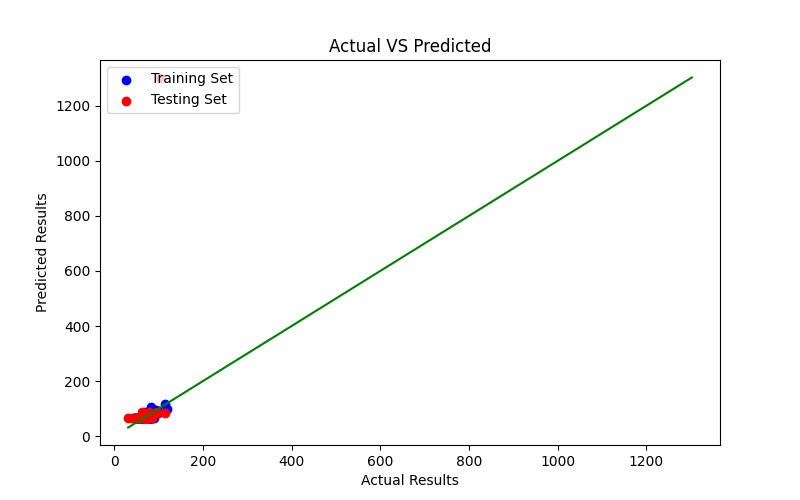 Actual VS Predicted
Training Set
Testing Set
1200
1000
800
600
400
200
0
Predicted Results
0 200 400 600 800 1000 1200
Actual Results